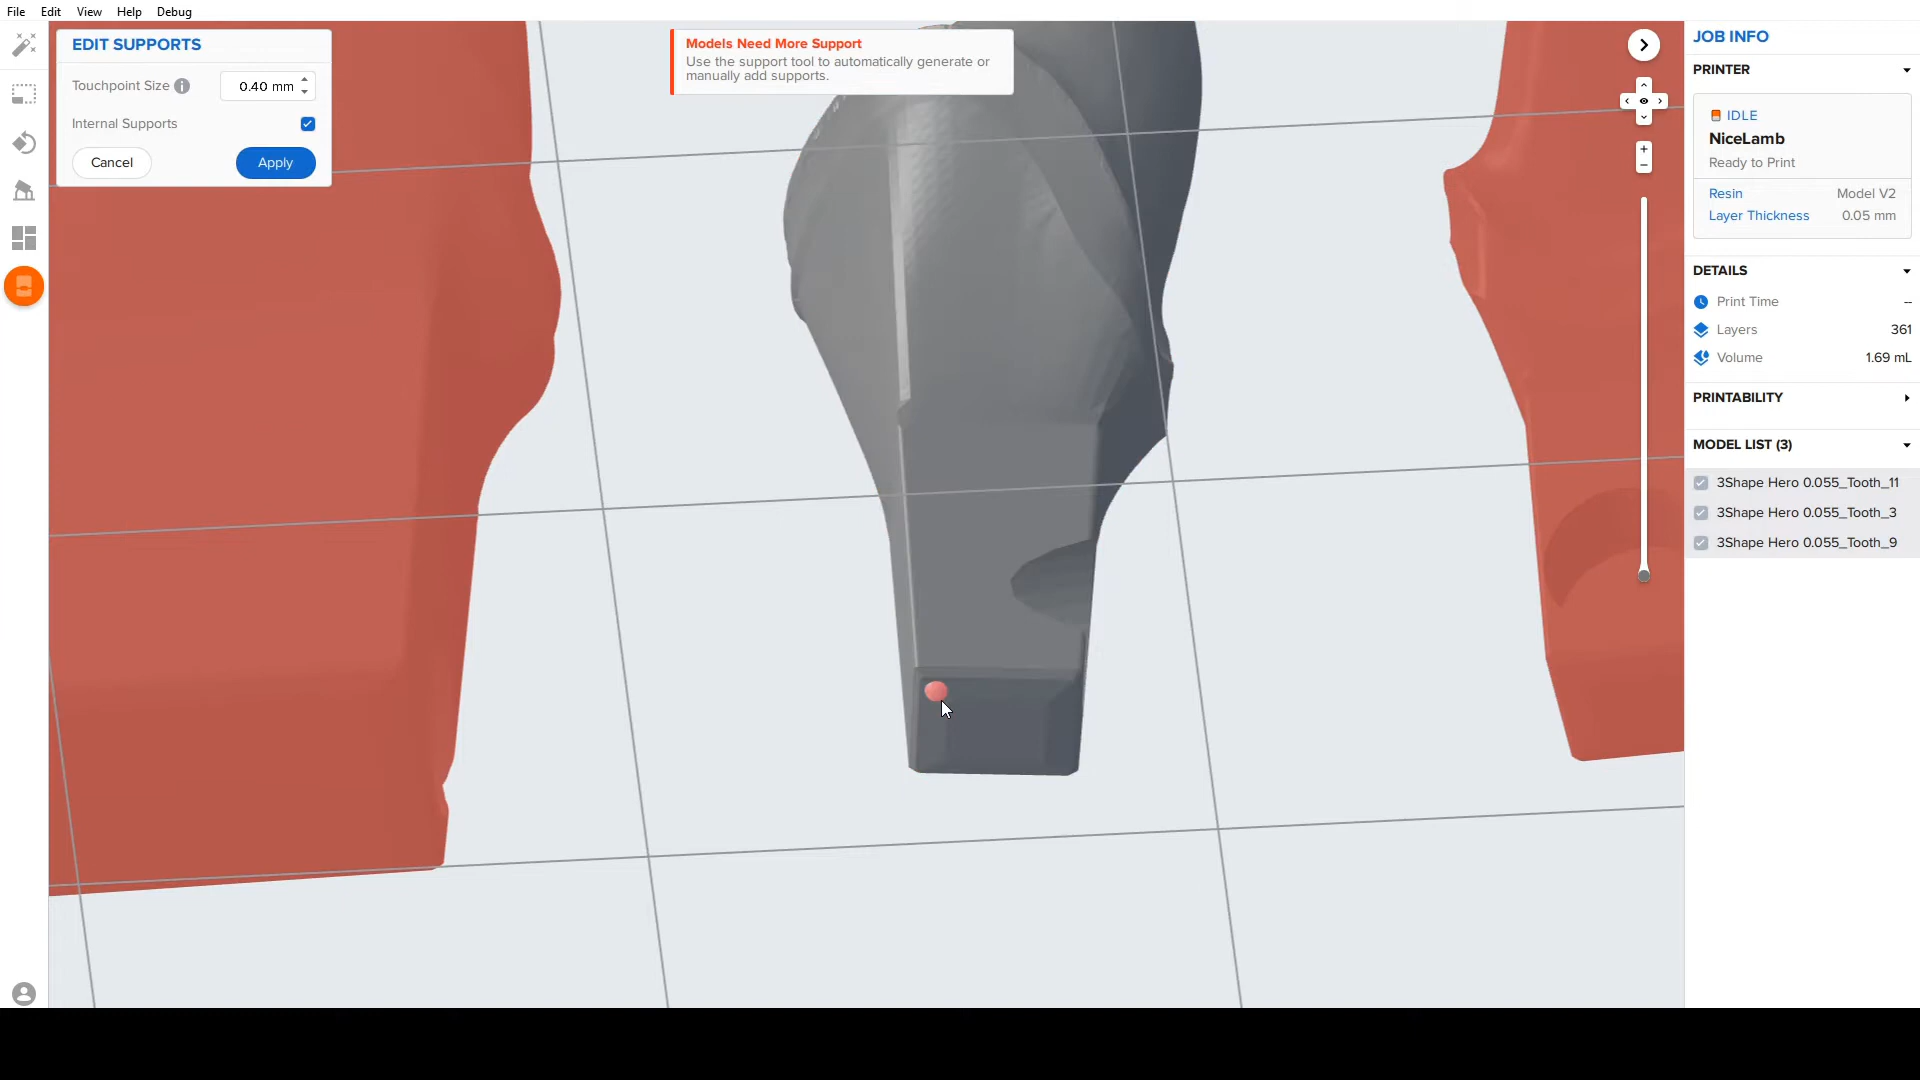 File Edit View Help Debug
EDIT SUPPORTS
Touchpoint Size
0.40 mm
Internal Supports
Cancel
Apply
Models Need More Support
Use the support tool to automatically generate or
manually add supports.
JOB INFO
PRINTER
IDLE
NiceLamb
Ready to Print
Resin Model V2
Layer Thickness 0.05 mm
DETAILS
Print Time --
Layers 361
Volume 1.69 mL
PRINTABILITY
MODEL LIST (3)
3Shape Hero 0.055_Tooth_11
3Shape Hero 0.055_Tooth_3
3Shape Hero 0.055_Tooth_9